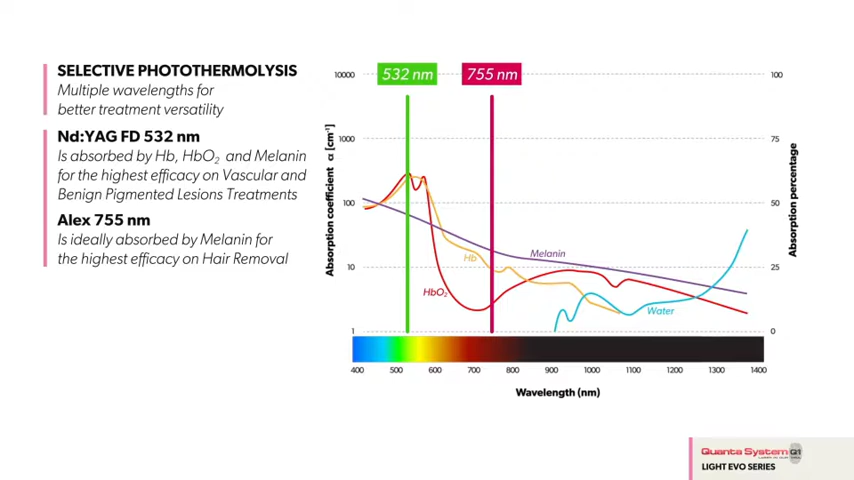 SELECTIVE PHOTOTHERMOLYSIS
Multiple wavelengths for
better treatment versatility
Nd:YAG FD 532 nm
Is absorbed by Hb, HbO₂ and Melanin
for the highest efficacy on Vascular and
Benign Pigmented Lesions Treatments
Alex 755 nm
Is ideally absorbed by Melanin for
the highest efficacy on Hair Removal
532 nm
755 nm
10000
1000
100
10
1
Absorption coefficient α [cm⁻¹]
100
75
50
25
0
Absorption percentage
Melanin
Hb
HbO₂
Water
400 500 600 700 800 900 1000 1100 1200 1300 1400
Wavelength (nm)
Quanta System Q1
LIGHT EVO SERIES